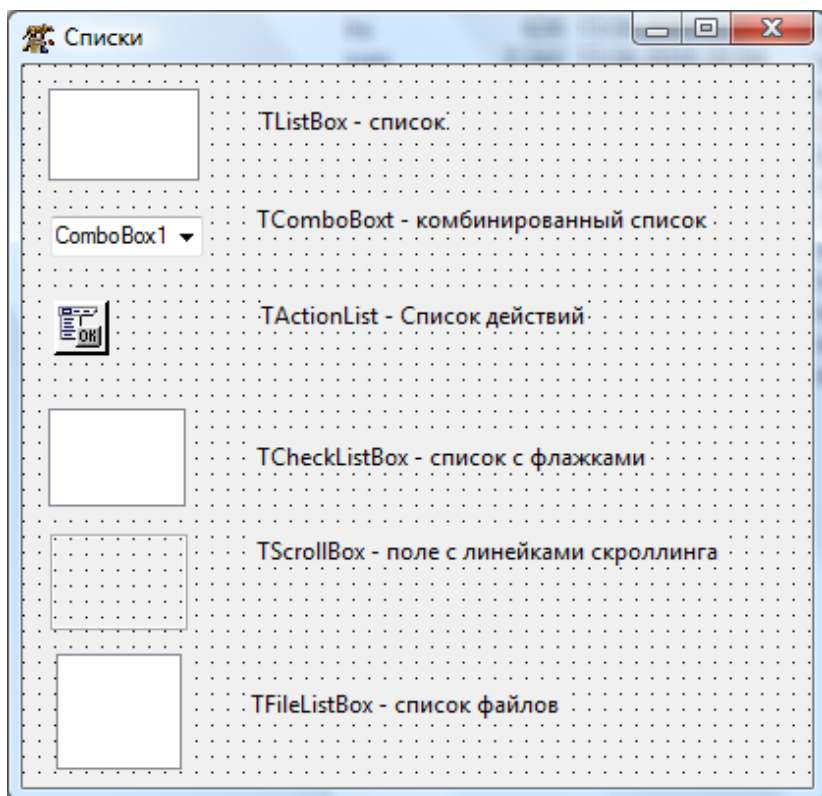 Списки
TListBox - список.
TComboBoxt - комбинированный список
ComboBox1
TActionList - Список действий
OK
TCheckListBox - список с флажками
TScrollBox - поле с линейками скроллинга
TFileListBox - список файлов